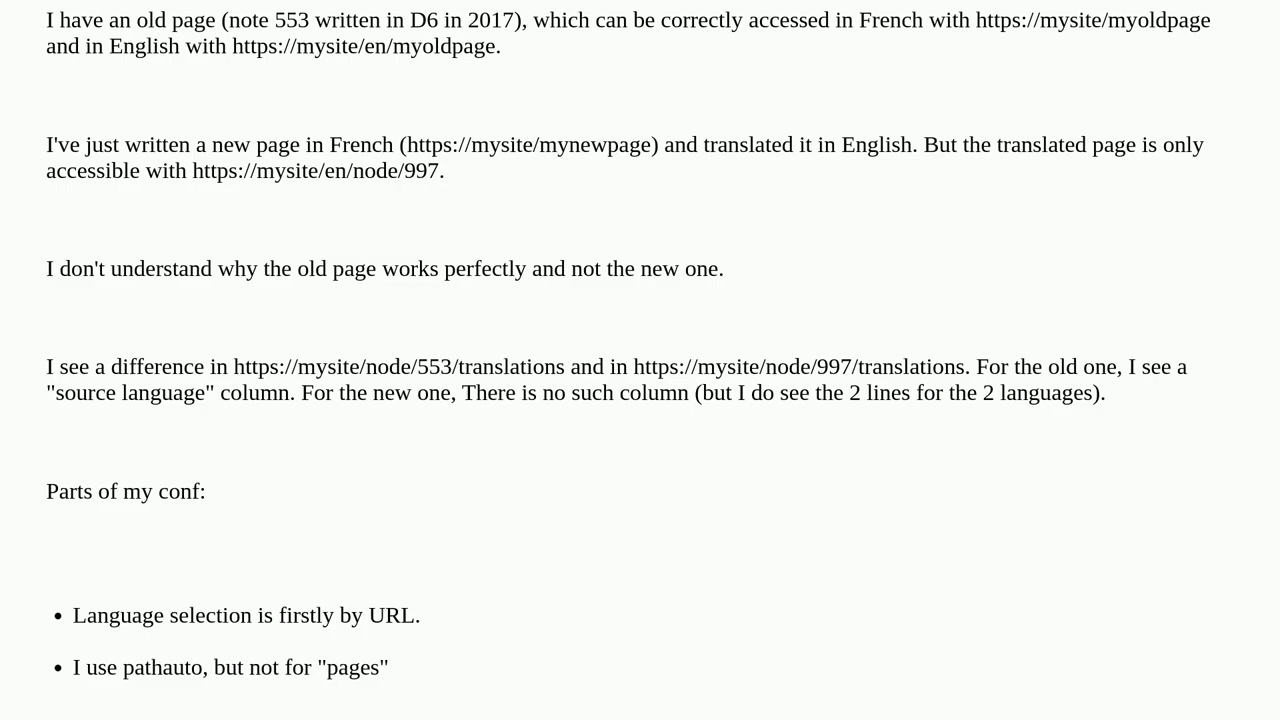 I have an old page (note 553 written in D6 in 2017), which can be correctly accessed in French with https://mysite/myoldpage
and in English with https://mysite/en/myoldpage.
I've just written a new page in French (https://mysite/mynewpage) and translated it in English. But the translated page is only
accessible with https://mysite/en/node/997.
I don't understand why the old page works perfectly and not the new one.
I see a difference in https://mysite/node/553/translations and in https://mysite/node/997/translations. For the old one, I see a
"source language" column. For the new one, There is no such column (but I do see the 2 lines for the 2 languages).
Parts of my conf:
• Language selection is firstly by URL.
• I use pathauto, but not for "pages"